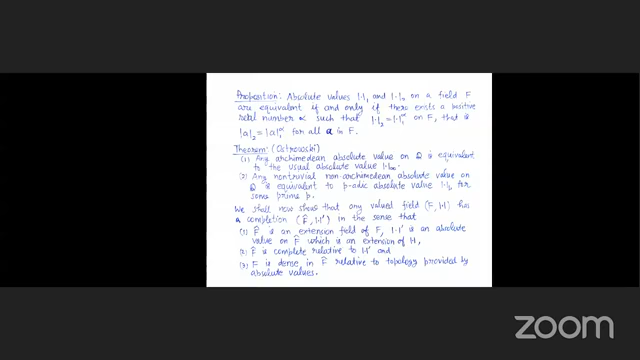 Proposition: Absolute values |·|₁ and |·|₂ on a field F
are equivalent if and only if there exists a positive
real number α such that |·|₂ = |·|₁^α on F, that is
|a|₂ = |a|₁^α for all a in F.
Theorem: (Ostrowski)
(1) Any archimedean absolute value on Q is equivalent
to the usual absolute value |·|∞.
(2) Any nontrivial non-archimedean absolute value on
Q is equivalent to p-adic absolute value |·|ₚ for
some prime p.
We shall now show that any valued field (F, |·|) has
a completion (F̂, |·|') in the sense that
(1) F̂ is an extension field of F, |·|' is an absolute
value on F̂ which is an extension of |·|,
(2) F̂ is complete relative to |·|' and
(3) F is dense in F̂ relative to topology provided by
absolute values.
zoom